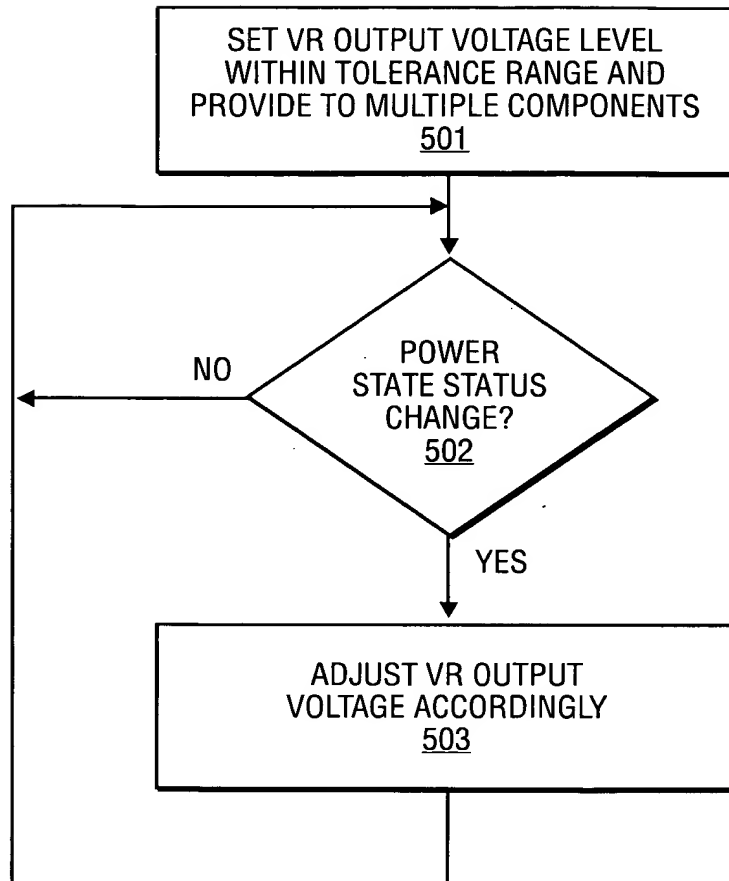 SET VR OUTPUT VOLTAGE LEVEL
WITHIN TOLERANCE RANGE AND
PROVIDE TO MULTIPLE COMPONENTS
501
POWER
STATE STATUS
CHANGE?
502
NO
YES
ADJUST VR OUTPUT
VOLTAGE ACCORDINGLY
503